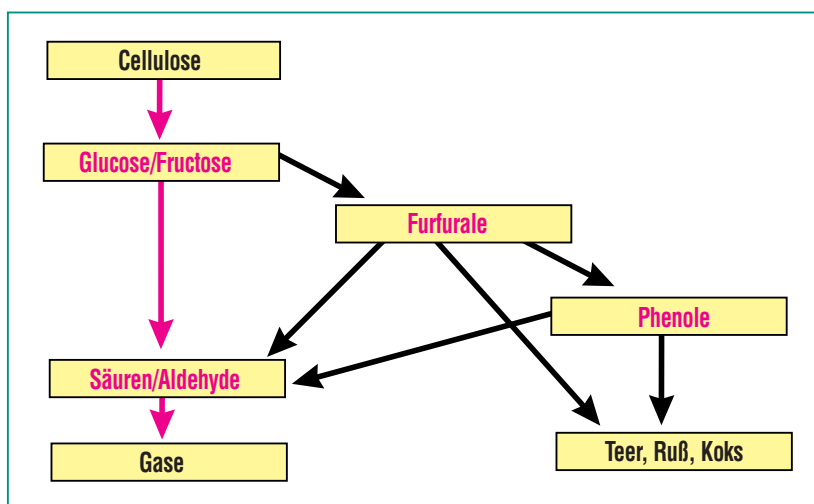 Cellulose
Glucose/Fructose
Furfurale
Phenole
Säuren/Aldehyde
Gase
Teer, Ruß, Koks